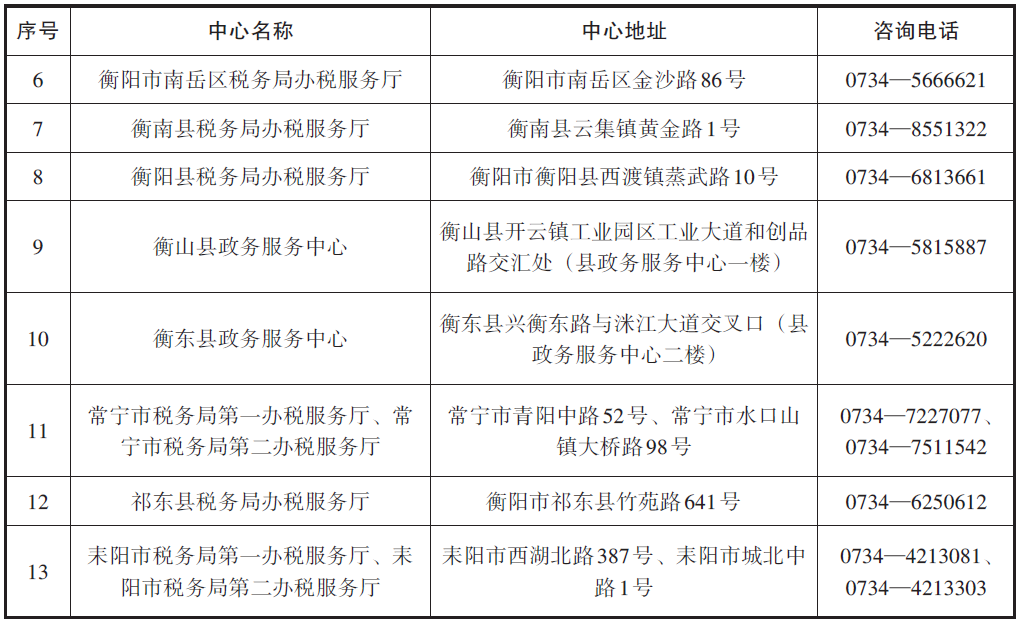 序号 中心名称 中心地址 咨询电话
6 衡阳市南岳区税务局办税服务厅 衡阳市南岳区金沙路86号 0734—5666621
7 衡南县税务局办税服务厅 衡南县云集镇黄金路1号 0734—8551322
8 衡阳县税务局办税服务厅 衡阳市衡阳县西渡镇蒸武路10号 0734—6813661
9 衡山县政务服务中心 衡山县开云镇工业园区工业大道和创品
路交汇处（县政务服务中心一楼） 0734—5815887
10 衡东县政务服务中心 衡东县兴衡东路与洣江大道交叉口（县
政务服务中心二楼） 0734—5222620
11 常宁市税务局第一办税服务厅、常 常宁市青阳中路52号、常宁市水口山 0734—7227077、
宁市税务局第二办税服务厅 镇大桥路98号 0734—7511542
12 祁东县税务局办税服务厅 衡阳市祁东县竹苑路641号 0734—6250612
13 耒阳市税务局第一办税服务厅、耒 耒阳市西湖北路387号、耒阳市城北中 0734—4213081、
阳市税务局第二办税服务厅 路1号 0734—4213303